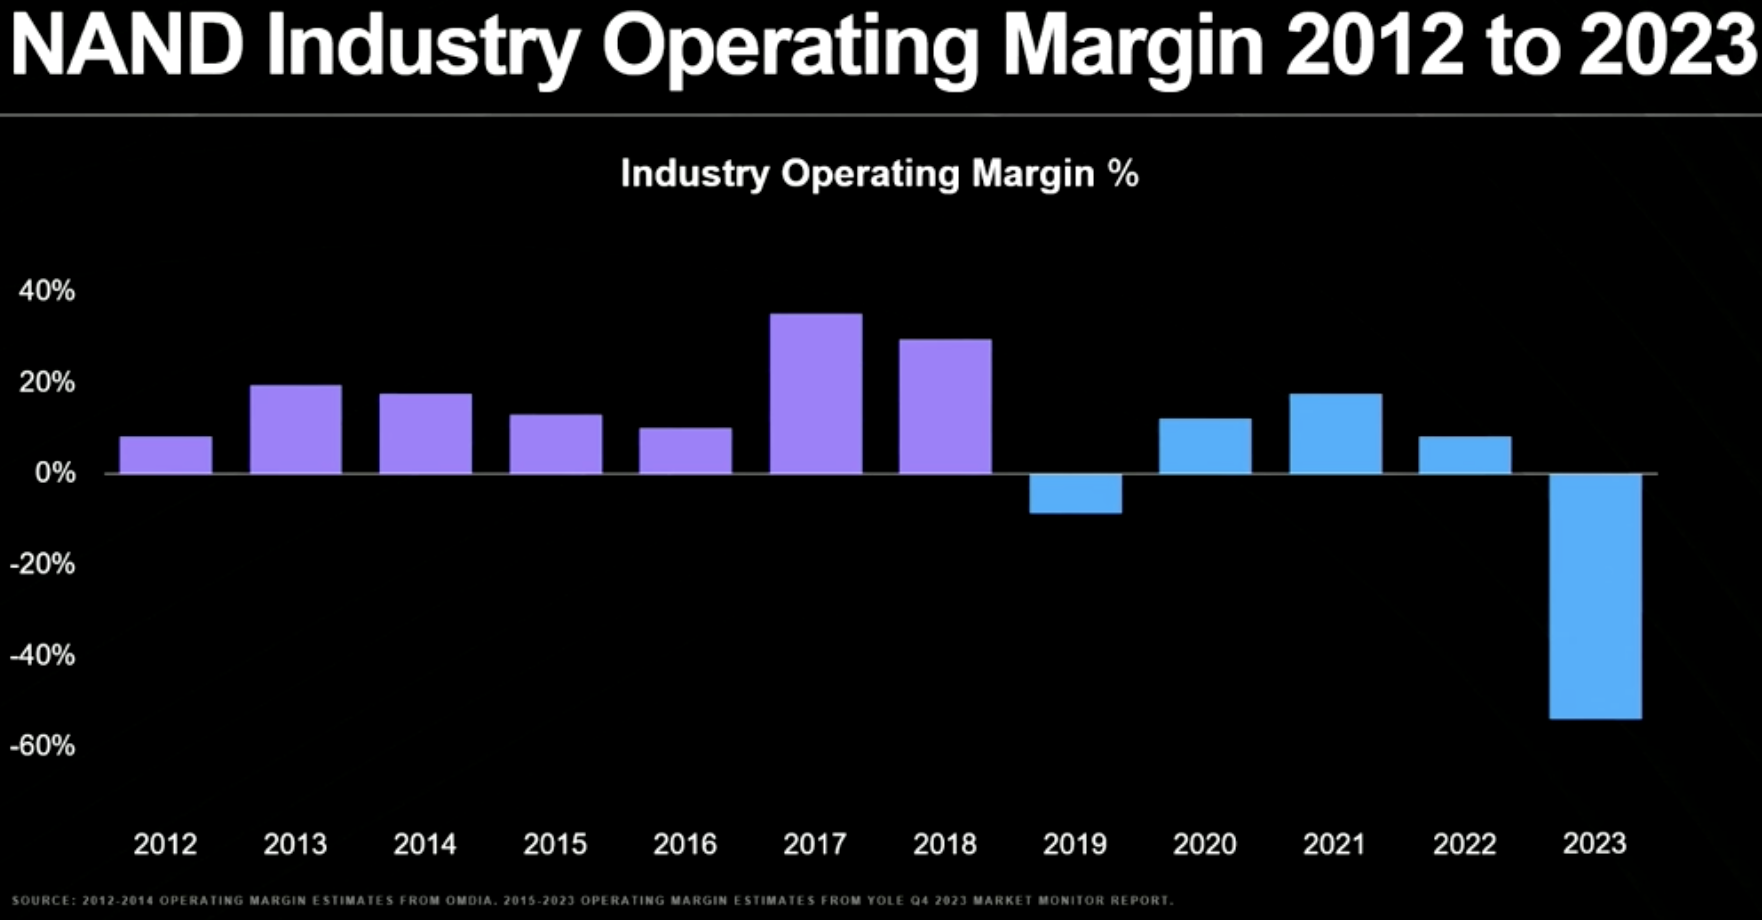 NAND Industry Operating Margin 2012 to 2023
Industry Operating Margin %
40%
20%
0%
-20%
-40%
-60%
2012 2013 2014 2015 2016 2017 2018 2019 2020 2021 2022 2023
SOURCE: 2012-2014 OPERATING MARGIN ESTIMATES FROM OMDIA. 2015-2023 OPERATING MARGIN ESTIMATES FROM YOLE Q4 2023 MARKET MONITOR REPORT.